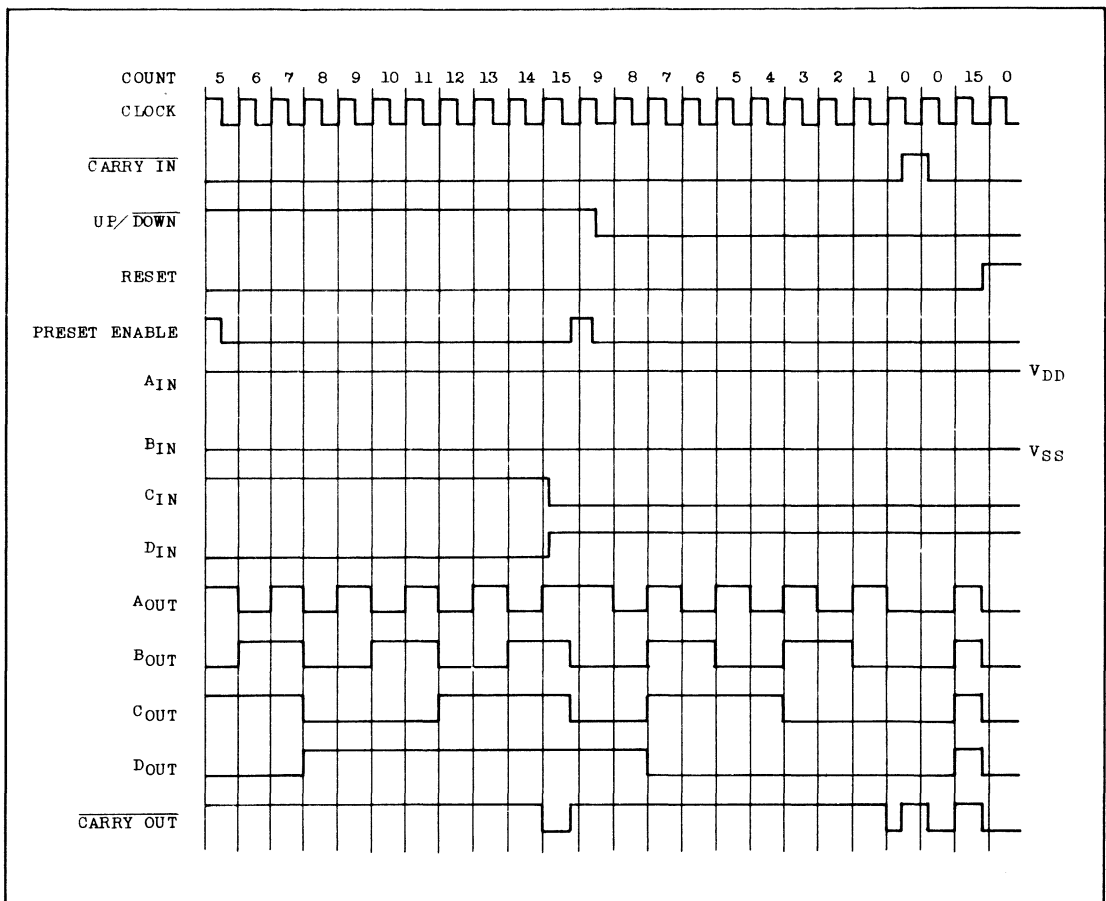 COUNT 5 6 7 8 9 10 11 12 13 14 15 9 8 7 6 5 4 3 2 1 0 0 15 0
CLOCK
CARRY IN
UP/DOWN
RESET
PRESET ENABLE
AIN VDD
BIN VSS
CIN
DIN
AOUT
BOUT
COUT
DOUT
CARRY OUT